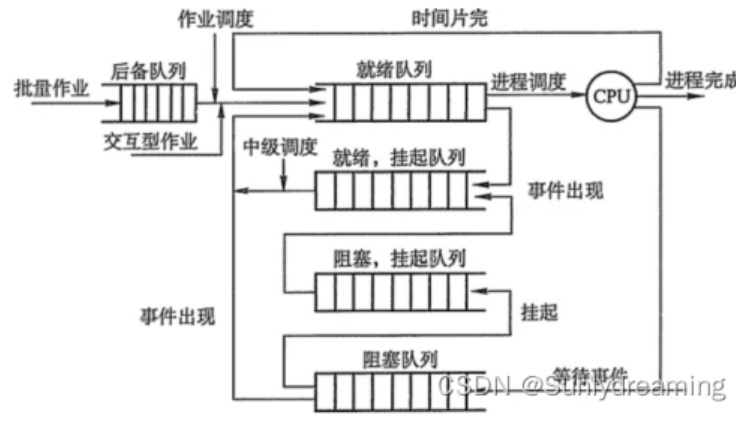 作业调度
时间片完
后备队列
就绪队列
批量作业
进程调度
CPU
进程完成
交互型作业
中级调度
就绪，挂起队列
事件出现
阻塞，挂起队列
事件出现
挂起
阻塞队列
等待事件
CSDN @Sunlydreaming